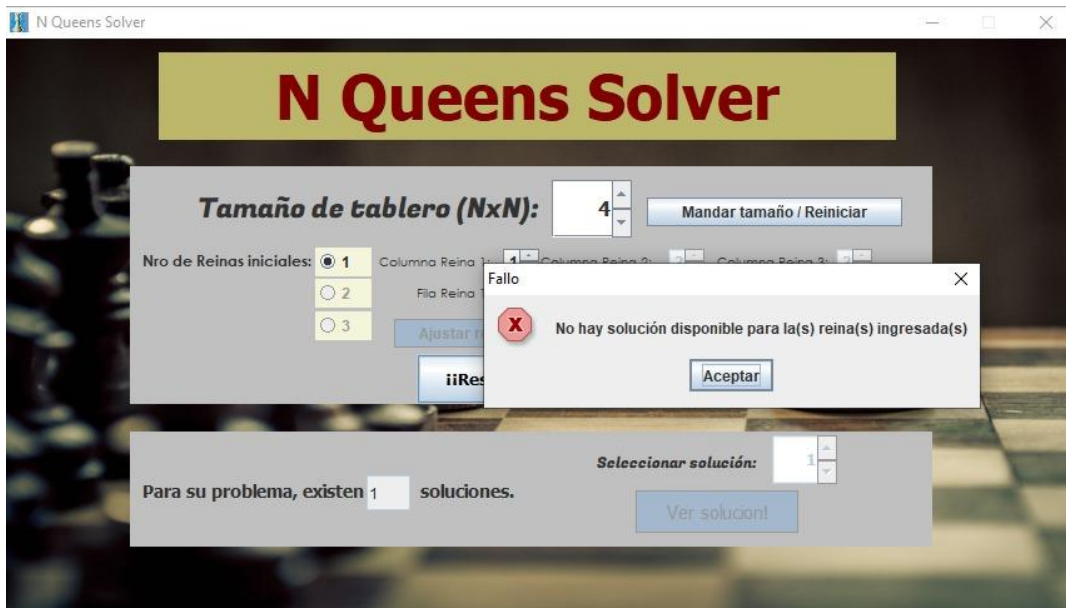 N Queens Solver
N Queens Solver
Tamaño de tablero (NxN): 4 Mandar tamaño / Reiniciar
Nro de Reinas iniciales: 1 Columna Reina 1: 1 Columna Reina 2: Columna Reina 3:
Fallo
2 Fila Reina
3 Ajustar
No hay solución disponible para la(s) reina(s) ingresada(s)
¡¡Res
Aceptar
Seleccionar solución: 1
Para su problema, existen 1 soluciones.
Ver solucion!